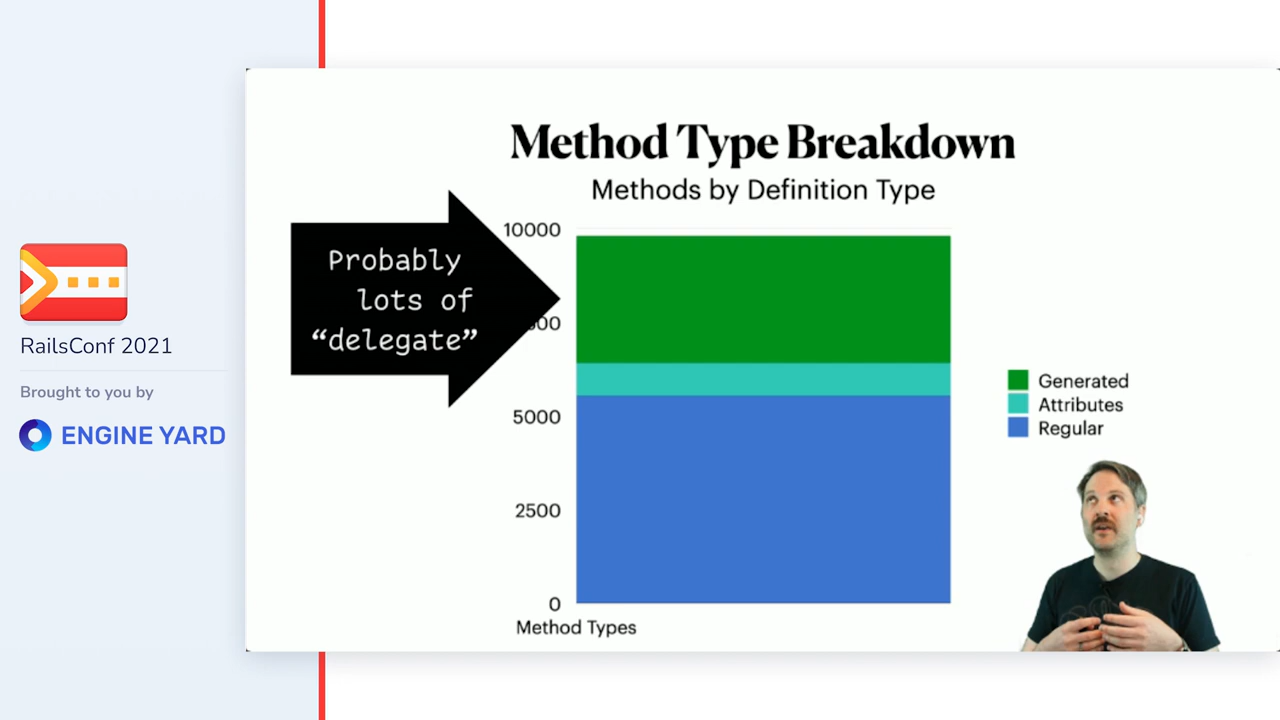 RailsConf 2021
Brought to you by
ENGINE YARD
Method Type Breakdown
Methods by Definition Type
Probably
lots of
“delegate”
10000
5000
2500
0
Method Types
Generated
Attributes
Regular